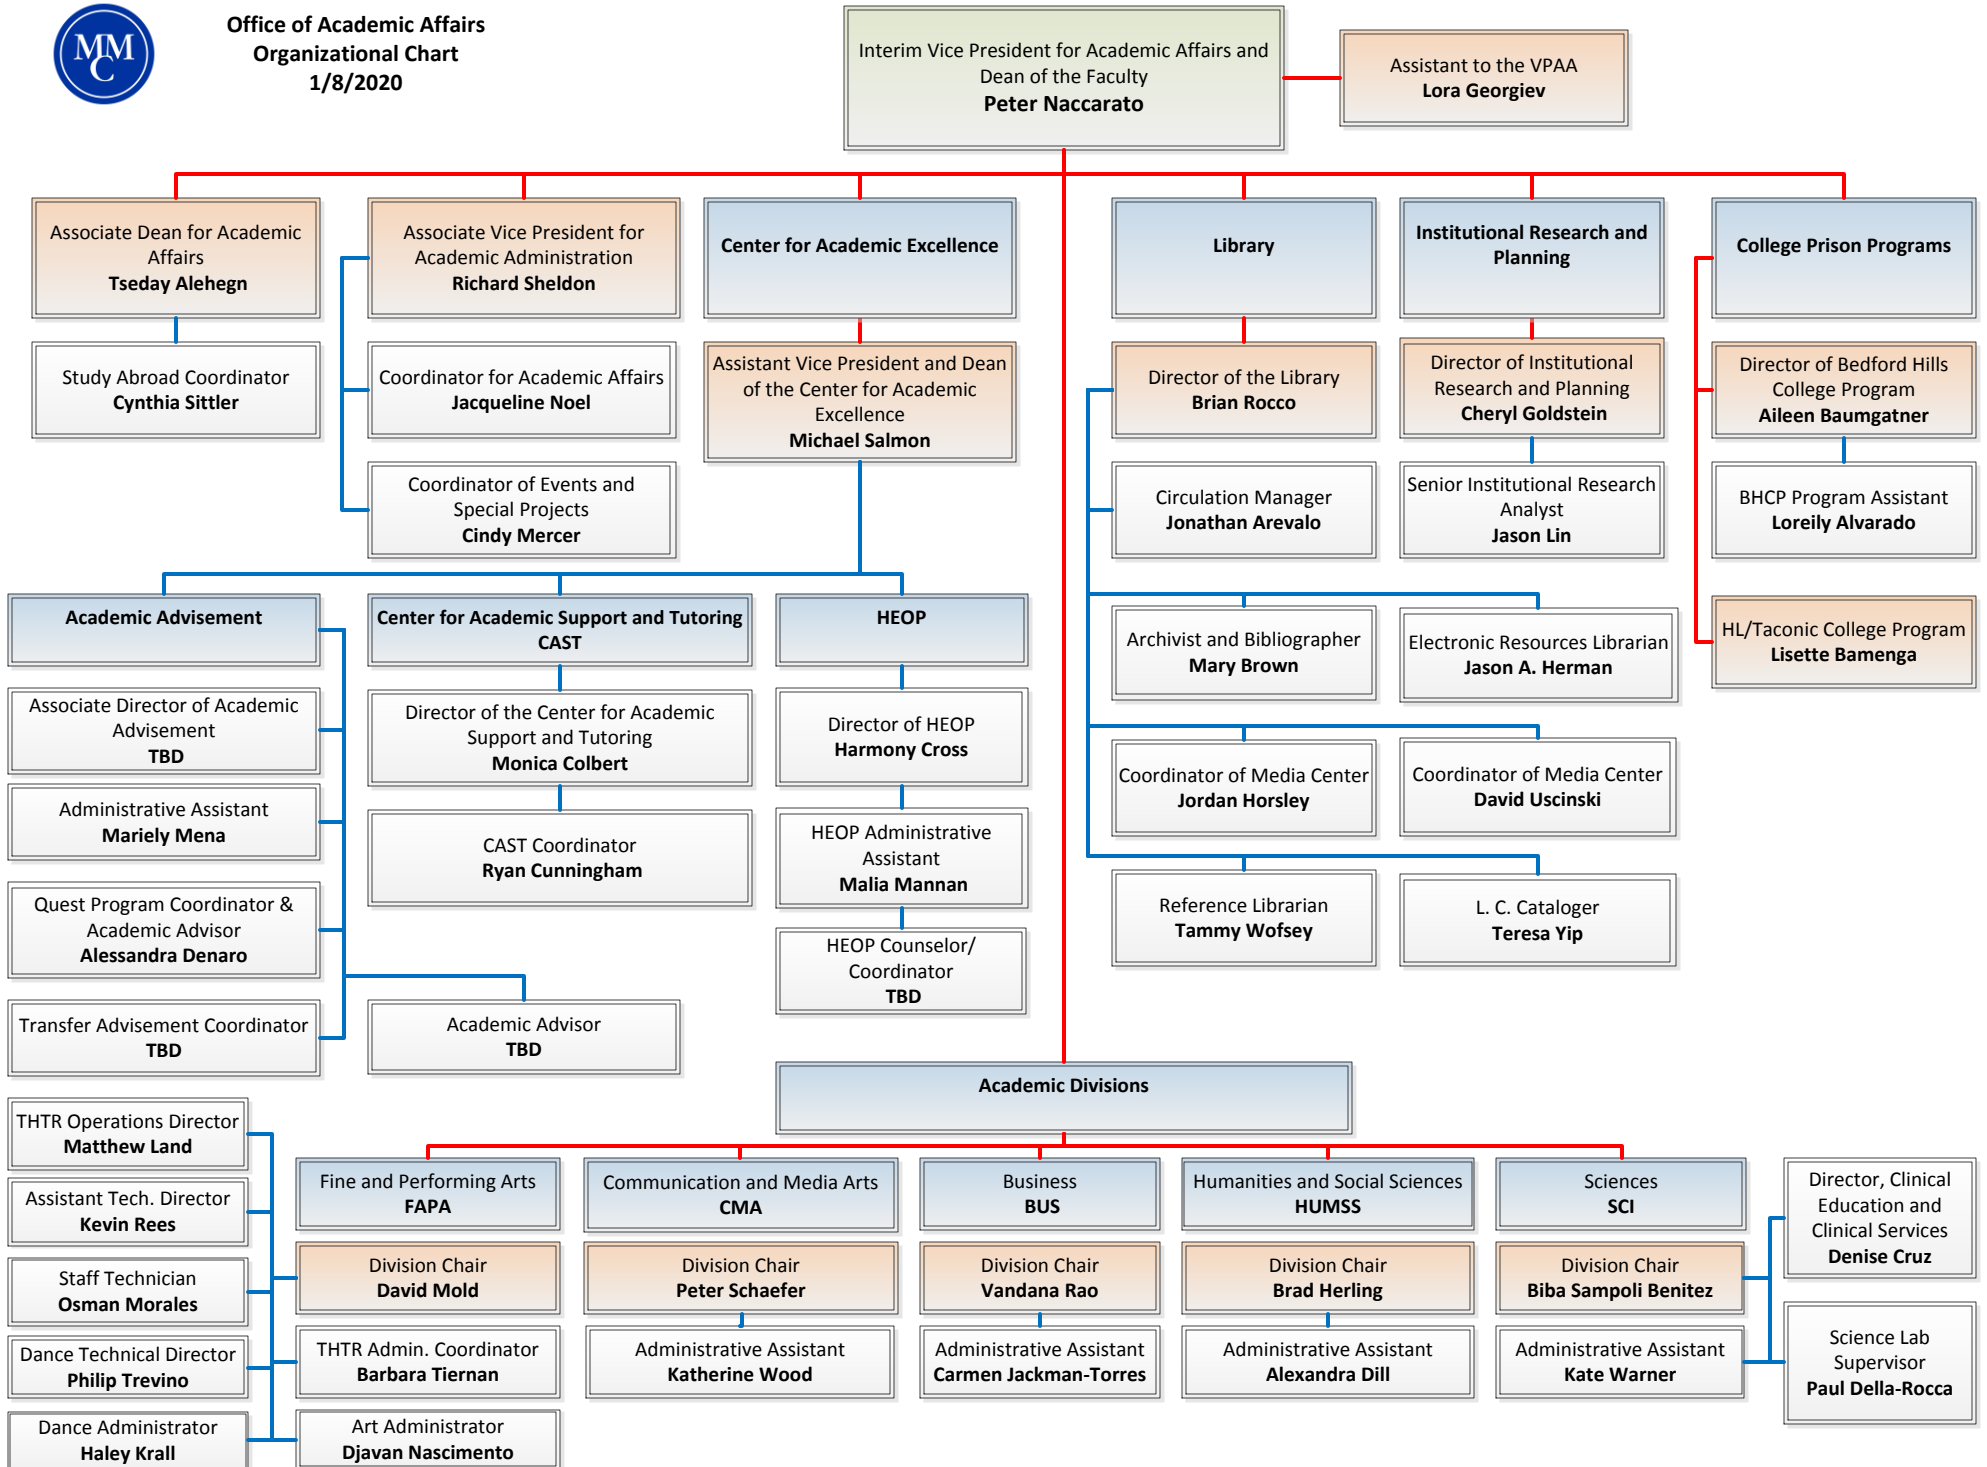 MMC
Office of Academic Affairs
Organizational Chart
1/8/2020
Interim Vice President for Academic Affairs and
Dean of the Faculty
Peter Naccarato
Assistant to the VPAA
Lora Georgiev
Associate Dean for Academic
Affairs
Tseday Alehegn
Associate Vice President for
Academic Administration
Richard Sheldon
Center for Academic Excellence
Library
Institutional Research and
Planning
College Prison Programs
Study Abroad Coordinator
Cynthia Sittler
Coordinator for Academic Affairs
Jacqueline Noel
Assistant Vice President and Dean
of the Center for Academic
Excellence
Michael Salmon
Director of the Library
Brian Rocco
Director of Institutional
Research and Planning
Cheryl Goldstein
Director of Bedford Hills
College Program
Aileen Baumgatner
Coordinator of Events and
Special Projects
Cindy Mercer
Circulation Manager
Jonathan Arevalo
Senior Institutional Research
Analyst
Jason Lin
BHCP Program Assistant
Loreily Alvarado
Academic Advisement
Center for Academic Support and Tutoring
CAST
HEOP
Archivist and Bibliographer
Mary Brown
Electronic Resources Librarian
Jason A. Herman
HL/Taconic College Program
Lisette Bamenga
Associate Director of Academic
Advisement
TBD
Director of the Center for Academic
Support and Tutoring
Monica Colbert
Director of HEOP
Harmony Cross
Coordinator of Media Center
Jordan Horsley
Coordinator of Media Center
David Uscinski
Administrative Assistant
Mariely Mena
CAST Coordinator
Ryan Cunningham
HEOP Administrative
Assistant
Malia Mannan
Quest Program Coordinator &
Academic Advisor
Alessandra Denaro
HEOP Counselor/
Coordinator
TBD
Reference Librarian
Tammy Wofsey
L. C. Cataloger
Teresa Yip
Transfer Advisement Coordinator
TBD
Academic Advisor
TBD
Academic Divisions
THTR Operations Director
Matthew Land
Assistant Tech. Director
Kevin Rees
Staff Technician
Osman Morales
Dance Technical Director
Philip Trevino
Dance Administrator
Haley Krall
Fine and Performing Arts
FAPA
Division Chair
David Mold
THTR Admin. Coordinator
Barbara Tiernan
Art Administrator
Djavan Nascimento
Communication and Media Arts
CMA
Division Chair
Peter Schaefer
Administrative Assistant
Katherine Wood
Business
BUS
Division Chair
Vandana Rao
Administrative Assistant
Carmen Jackman-Torres
Humanities and Social Sciences
HUMSS
Division Chair
Brad Herling
Administrative Assistant
Alexandra Dill
Sciences
SCI
Division Chair
Biba Sampoli Benitez
Administrative Assistant
Kate Warner
Director, Clinical
Education and
Clinical Services
Denise Cruz
Science Lab
Supervisor
Paul Della-Rocca